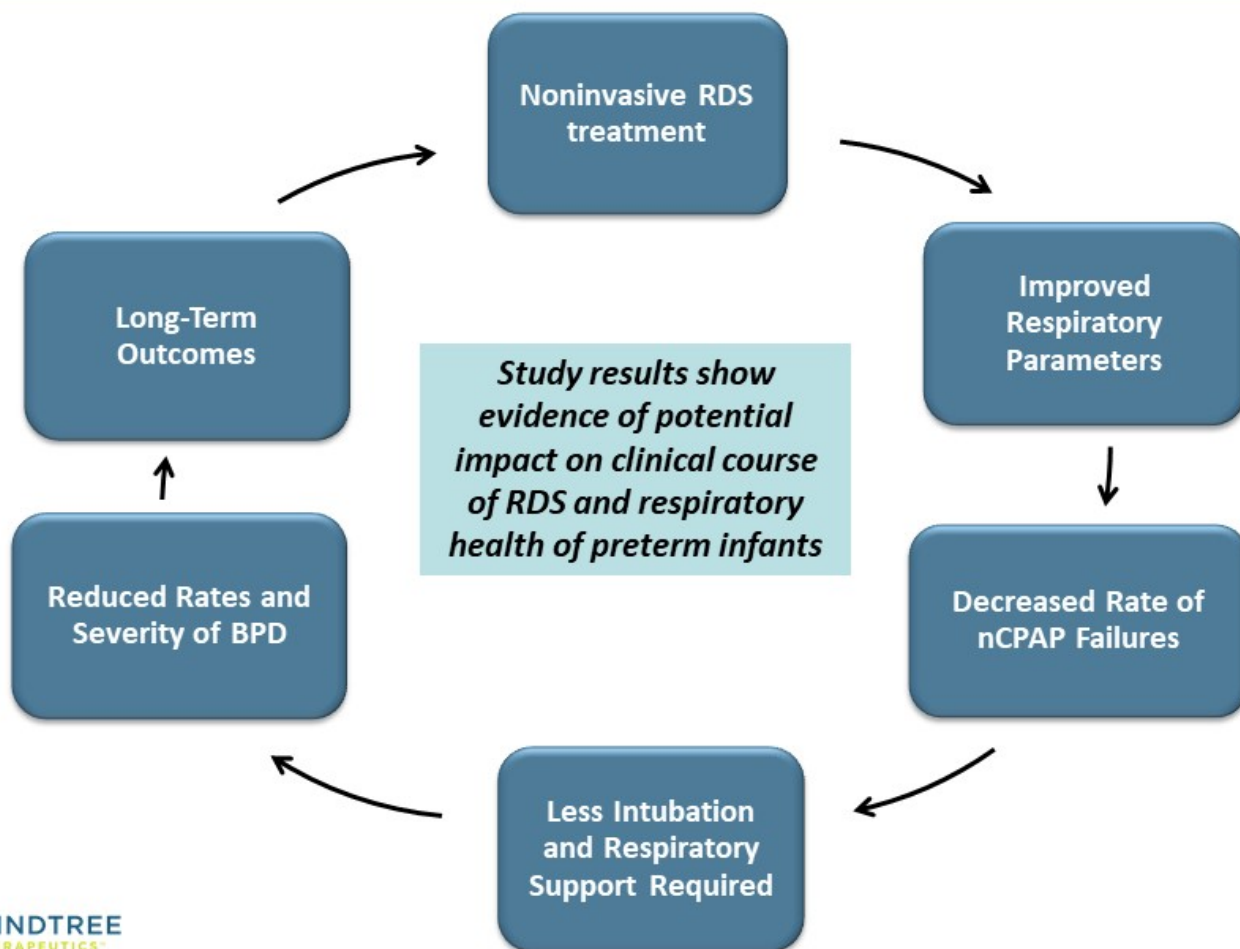 Noninvasive RDS
treatment
Improved
Respiratory
Parameters
Decreased Rate of
nCPAP Failures
Less Intubation
and Respiratory
Support Required
Reduced Rates and
Severity of BPD
Long-Term
Outcomes
Study results show
evidence of potential
impact on clinical course
of RDS and respiratory
health of preterm infants
INDTREE
RAPEUTICS